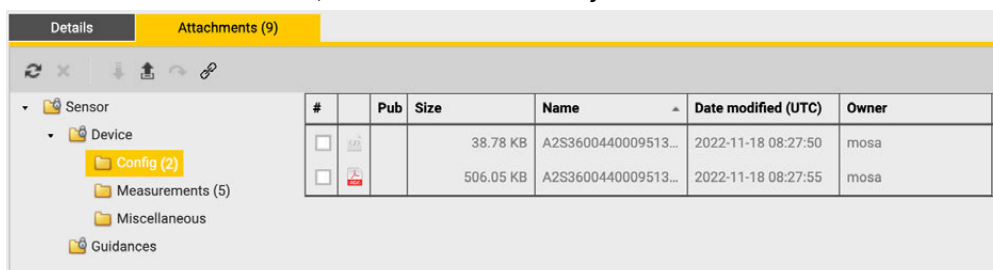 Details Attachments (9)
Sensor
Device
Config (2)
Measurements (5)
Miscellaneous
Guidances
# Pub Size Name Date modified (UTC) Owner
38.78 KB A2S3600440009513... 2022-11-18 08:27:50 mosa
506.05 KB A2S3600440009513... 2022-11-18 08:27:55 mosa